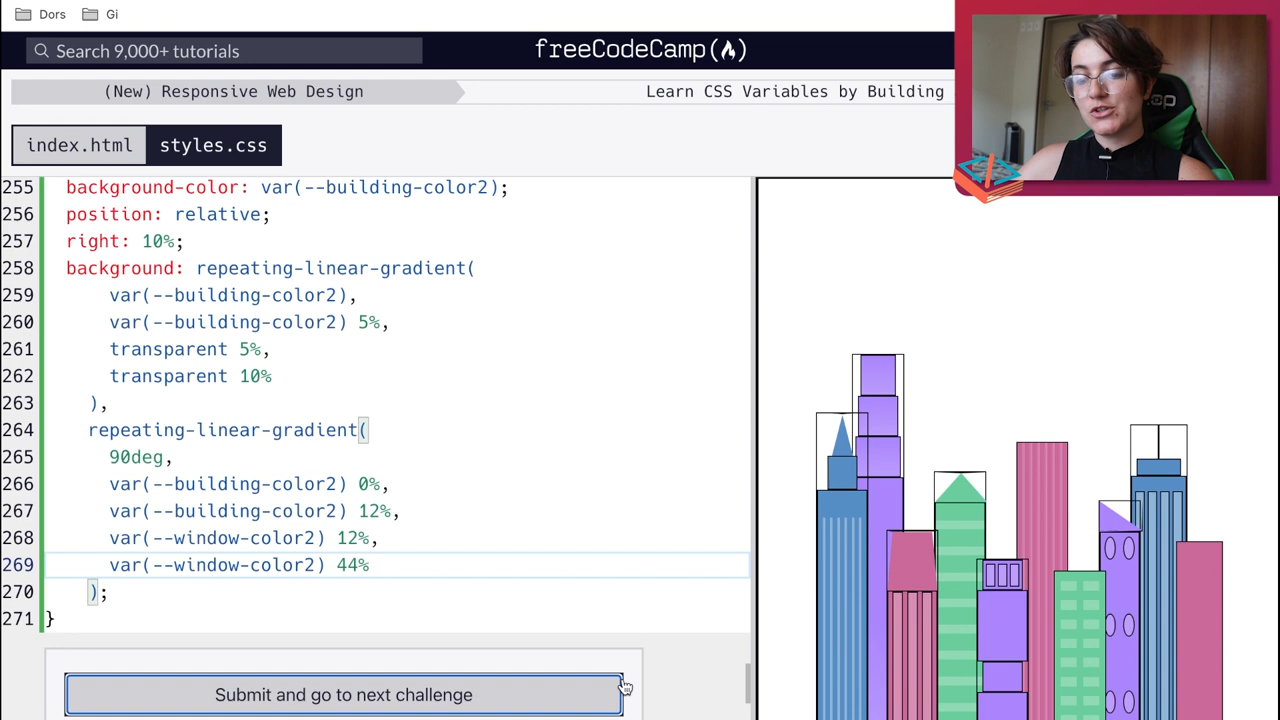 Dors Gi
Search 9,000+ tutorials
freeCodeCamp
(New) Responsive Web Design
Learn CSS Variables by Building
index.html
styles.css
255 background-color: var(--building-color2);
256 position: relative;
257 right: 10%;
258 background: repeating-linear-gradient(
259 var(--building-color2),
260 var(--building-color2) 5%,
261 transparent 5%,
262 transparent 10%
263 ),
264 repeating-linear-gradient(
265 90deg,
266 var(--building-color2) 0%,
267 var(--building-color2) 12%,
268 var(--window-color2) 12%,
269 var(--window-color2) 44%
270 );
271 }
Submit and go to next challenge